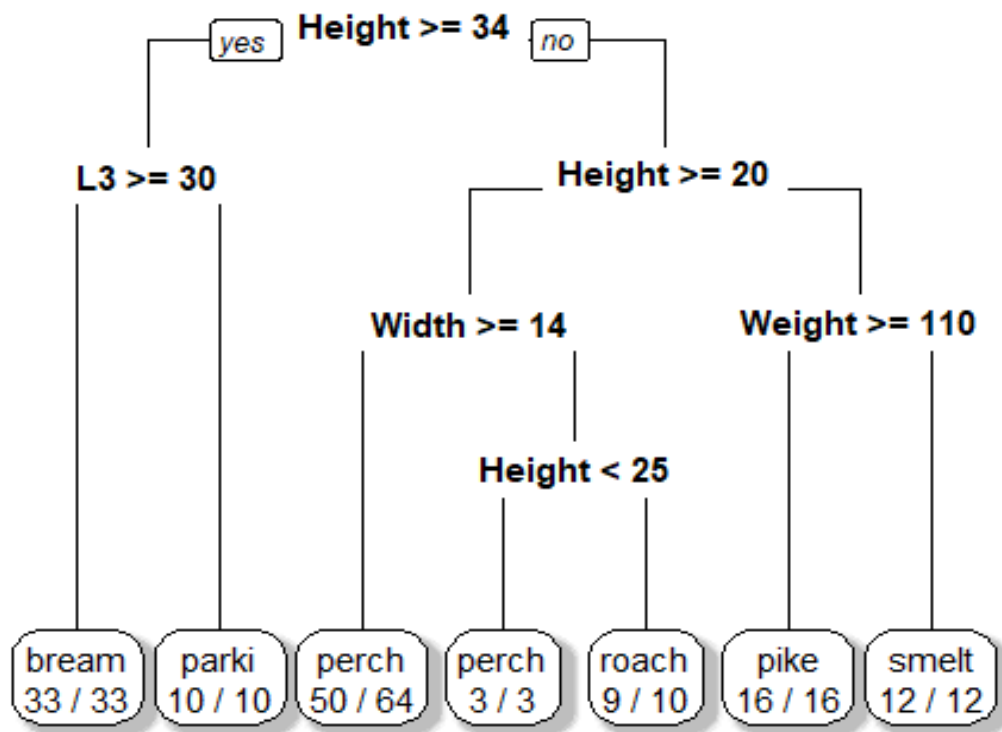 yes
Height >= 34
no
L3 >= 30
Height >= 20
Width >= 14
Weight >= 110
Height < 25
bream
33 / 33
parki
10 / 10
perch
50 / 64
perch
3 / 3
roach
9 / 10
pike
16 / 16
smelt
12 / 12